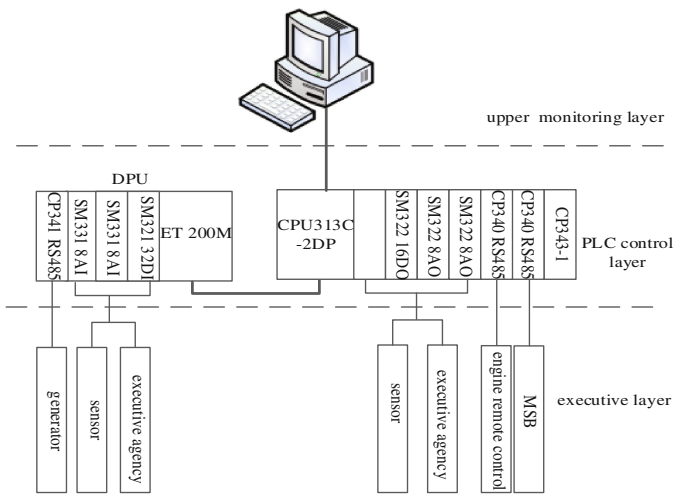 upper monitoring layer
DPU
CP341 RS485
SM331 8AI
SM331 8AI
SM321 32DI
ET 200M
CPU313C
-2DP
SM322 16DO
SM322 8AO
SM322 8AO
CP340 RS485
CP340 RS485
CP343-1
PLC control
layer
generator
sensor
executive agency
sensor
executive agency
engine remote control
MSB
executive layer